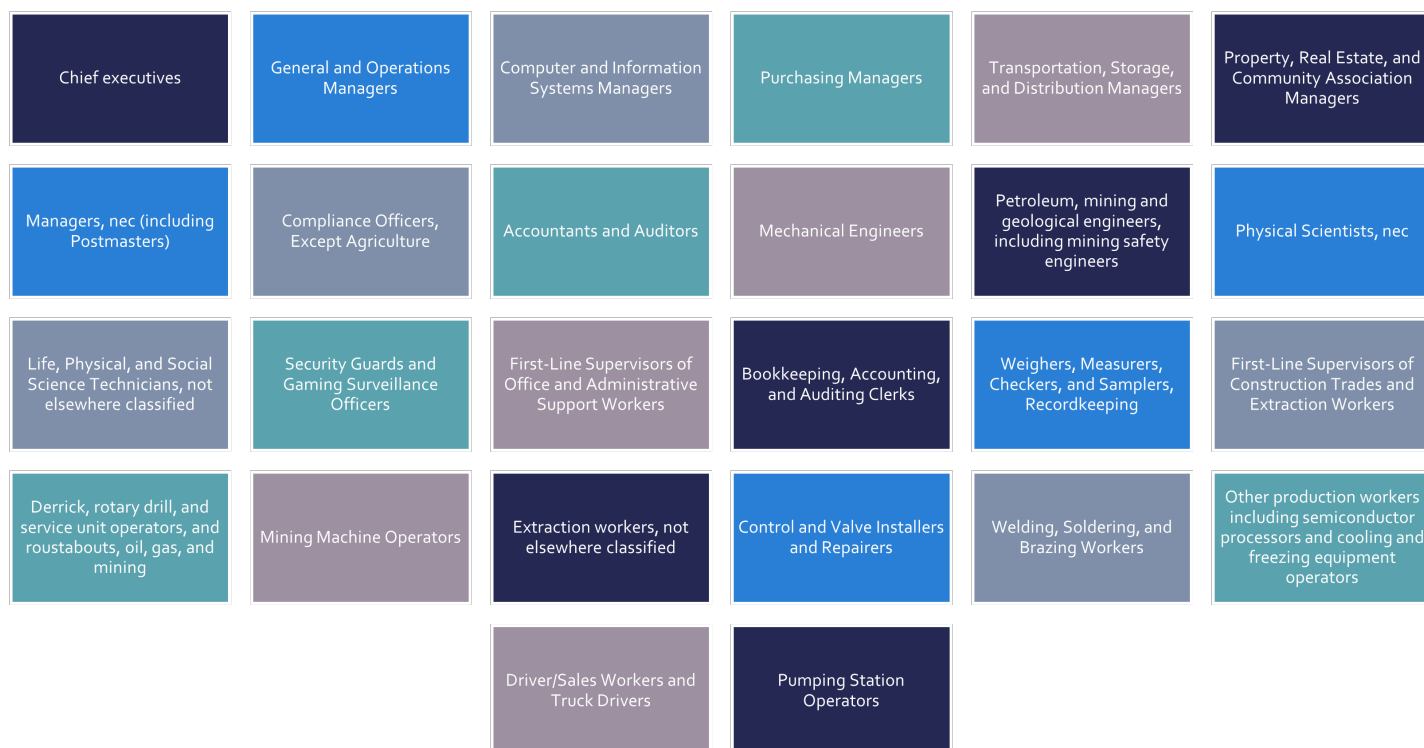 Chief executives
General and Operations
Managers
Computer and Information
Systems Managers
Purchasing Managers
Transportation, Storage,
and Distribution Managers
Property, Real Estate, and
Community Association
Managers
Managers, nec (including
Postmasters)
Compliance Officers,
Except Agriculture
Accountants and Auditors
Mechanical Engineers
Petroleum, mining and
geological engineers,
including mining safety
engineers
Physical Scientists, nec
Life, Physical, and Social
Science Technicians, not
elsewhere classified
Security Guards and
Gaming Surveillance
Officers
First-Line Supervisors of
Office and Administrative
Support Workers
Bookkeeping, Accounting,
and Auditing Clerks
Weighers, Measurers,
Checkers, and Samplers,
Recordkeeping
First-Line Supervisors of
Construction Trades and
Extraction Workers
Derrick, rotary drill, and
service unit operators, and
roustabouts, oil, gas, and
mining
Mining Machine Operators
Extraction workers, not
elsewhere classified
Control and Valve Installers
and Repairers
Welding, Soldering, and
Brazing Workers
Other production workers
including semiconductor
processors and cooling and
freezing equipment
operators
Driver/Sales Workers and
Truck Drivers
Pumping Station
Operators